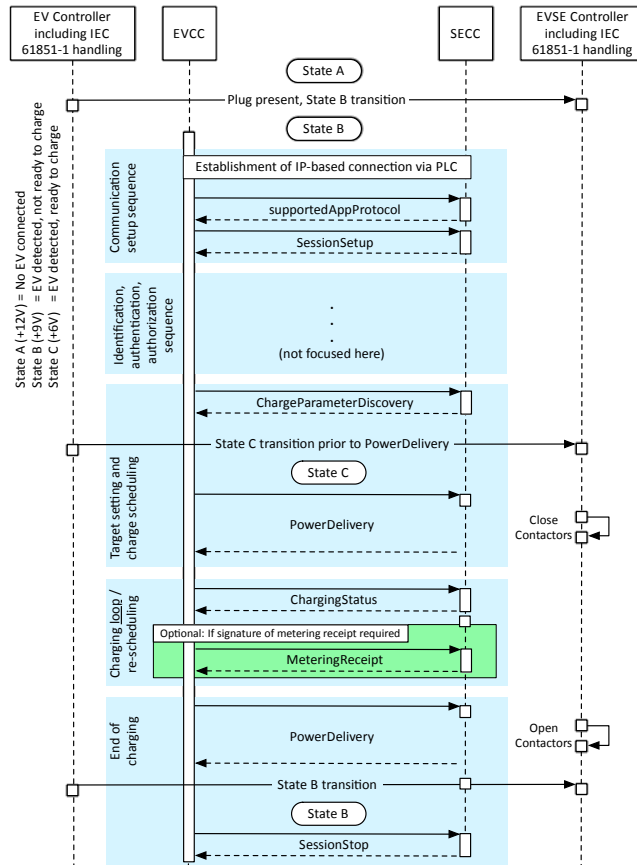 EV Controller
including IEC
61851-1 handling
EVCC
SECC
EVSE Controller
including IEC
61851-1 handling
State A
Plug present, State B transition
State B
State A (+12V) = No EV connected
State B (+9V) = EV detected, not ready to charge
State C (+6V) = EV detected, ready to charge
Communication
setup sequence
Establishment of IP-based connection via PLC
supportedAppProtocol
SessionSetup
Identification,
authentication,
authorization
sequence
.
.
.
(not focused here)
Target setting and
charge scheduling
ChargeParameterDiscovery
State C transition prior to PowerDelivery
State C
PowerDelivery
Close
Contactors
Charging loop /
re-scheduling
ChargingStatus
Optional: If signature of metering receipt required
MeteringReceipt
End of
charging
PowerDelivery
Open
Contactors
State B transition
State B
SessionStop